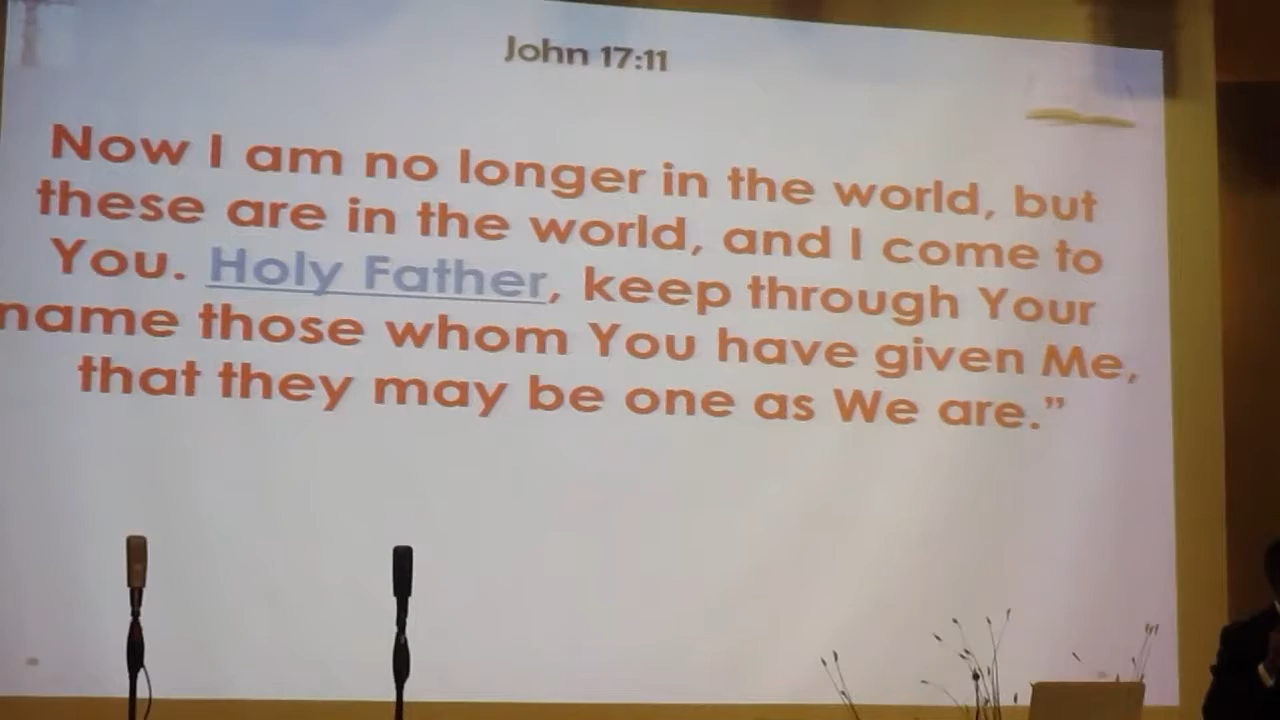 John 17:11
Now I am no longer in the world, but
these are in the world, and I come to
You. Holy Father, keep through Your
name those whom You have given Me,
that they may be one as We are.”